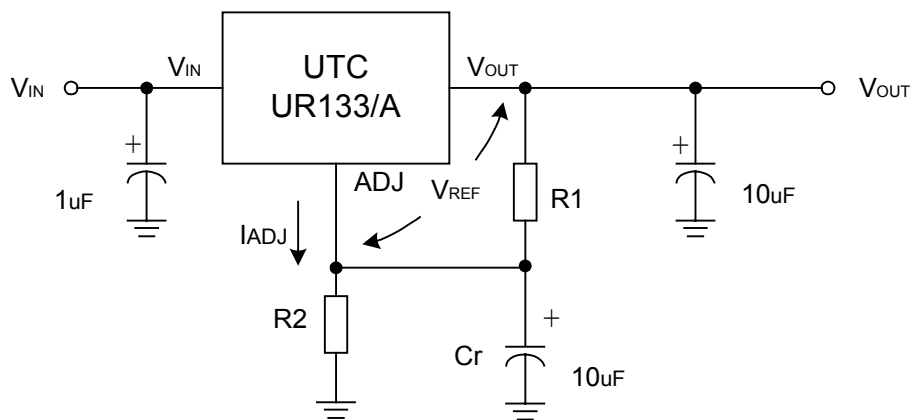 UTC
UR133/A
VIN
VIN
VOUT
VOUT
+
1uF
ADJ
VREF
R1
+
10uF
IADJ
R2
Cr
+
10uF